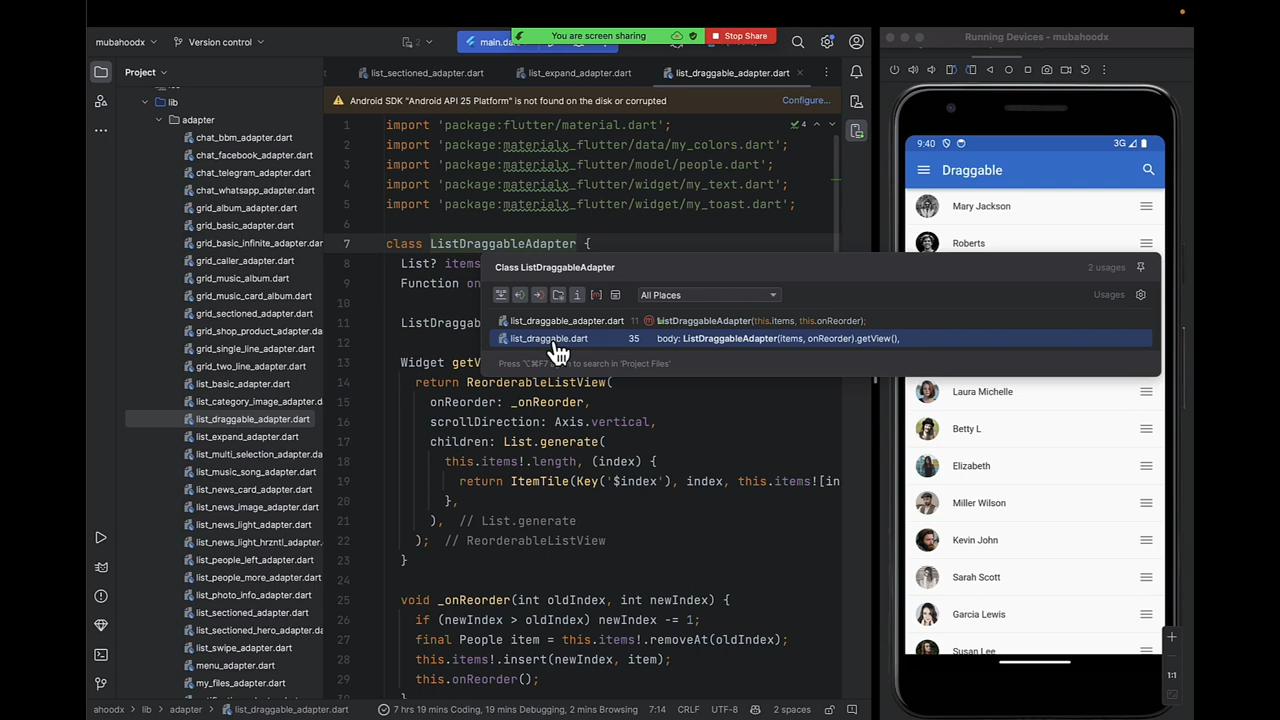 mubahoodx
Version control
2
main.da
You are screen sharing
Stop Share
Running Devices - mubahoodx
Project
list_sectioned_adapter.dart
list_expand_adapter.dart
list_draggable_adapter.dart
Android SDK "Android API 25 Platform" is not found on the disk or corrupted
Configure...
lib
adapter
chat_bbm_adapter.dart
chat_facebook_adapter.dart
chat_telegram_adapter.dart
chat_whatsapp_adapter.dart
grid_album_adapter.dart
grid_basic_adapter.dart
grid_basic_infinite_adapter.da
grid_caller_adapter.dart
grid_music_album.dart
grid_music_card_album.dart
grid_sectioned_adapter.dart
grid_shop_product_adapter.dart
grid_single_line_adapter.dart
grid_two_line_adapter.dart
list_basic_adapter.dart
list_category_image_adapter.d
list_draggable_adapter.dart
list_expand_adapter.dart
list_multi_selection_adapter.da
list_music_song_adapter.dart
list_news_card_adapter.dart
list_news_image_adapter.dart
list_news_light_adapter.dart
list_news_light_hrzntl_adapter.d
list_people_left_adapter.dart
list_people_more_adapter.dart
list_photo_info_adapter.dart
list_sectioned_adapter.dart
list_sectioned_hero_adapter.dar
list_swipe_adapter.dart
menu_adapter.dart
my_files_adapter.dart
4
1 import 'package:flutter/material.dart';
2 import 'package:materialx_flutter/data/my_colors.dart';
3 import 'package:materialx_flutter/model/people.dart';
4 import 'package:materialx_flutter/widget/my_text.dart';
5 import 'package:materialx_flutter/widget/my_toast.dart';
6
7 class ListDraggableAdapter {
8 List? items
9 Function on
10
11 ListDraggab
12
13 Widget getV
14 return ReorderableListView(
15 onReorder: _onReorder,
16 scrollDirection: Axis.vertical,
17 children: List.generate(
18 this.items!.length, (index) {
19 return ItemTile(Key('$index'), index, this.items![in
20 },
21 ), // List.generate
22 ); // ReorderableListView
23 }
24
25 void _onReorder(int oldIndex, int newIndex) {
26 if (newIndex > oldIndex) newIndex -= 1;
27 final People item = this.items!.removeAt(oldIndex);
28 this.items!.insert(newIndex, item);
29 this.onReorder();
Class ListDraggableAdapter
2 usages
All Places
Usages
list_draggable_adapter.dart 11 ListDraggableAdapter(this.items, this.onReorder);
list_draggable.dart 35 body: ListDraggableAdapter(items, onReorder).getView(),
to search in 'Project Files'
9:40
3G
Draggable
Mary Jackson
Roberts
Laura Michelle
Betty L
Elizabeth
Miller Wilson
Kevin John
Sarah Scott
Garcia Lewis
Susan Lee
1:1
ahoodx
lib
adapter
list_draggable_adapter.dart
7 hrs 19 mins Coding, 19 mins Debugging, 2 mins Browsing
7:14
CRLF
UTF-8
2 spaces